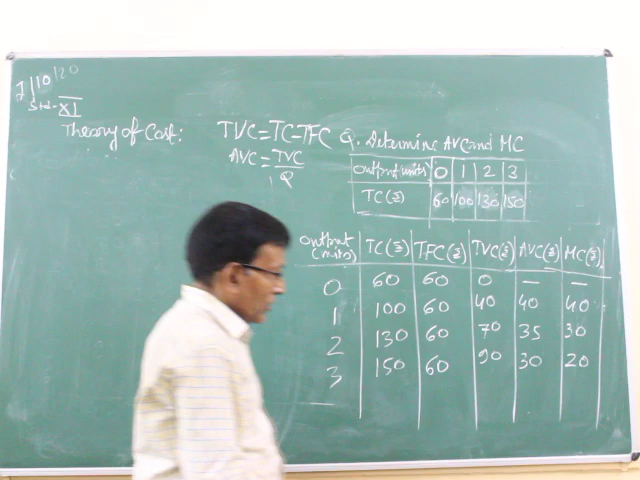 1/10/20
Std-XI
Theory of Cost:
TVC=TC-TFC
AVC=TVC/Q
Q. Determine AVC and MC
Output(units) 0 1 2 3
TC(₹) 60 100 130 150
Output (units) TC(₹) TFC(₹) TVC(₹) AVC(₹) MC(₹)
0 60 60 0 — —
1 100 60 40 40 40
2 130 60 70 35 30
3 150 60 90 30 20